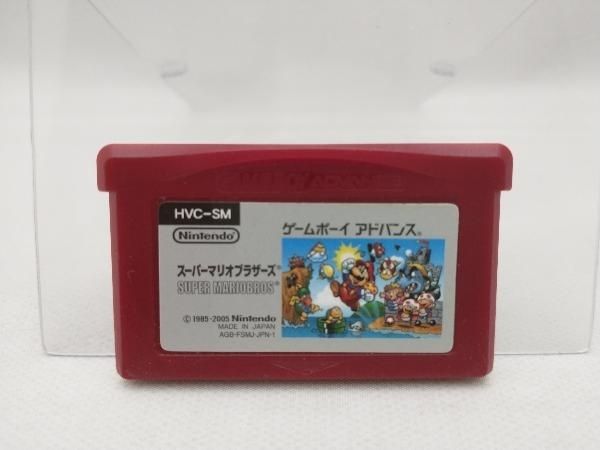 GAME BOY ADVANCE
HVC-SM
Nintendo®
ゲームボーイ アドバンス®
スーパーマリオブラザーズ®
SUPER MARIOBROS®
©1985-2005 Nintendo
MADE IN JAPAN
AGB-FSMJ-JPN-1